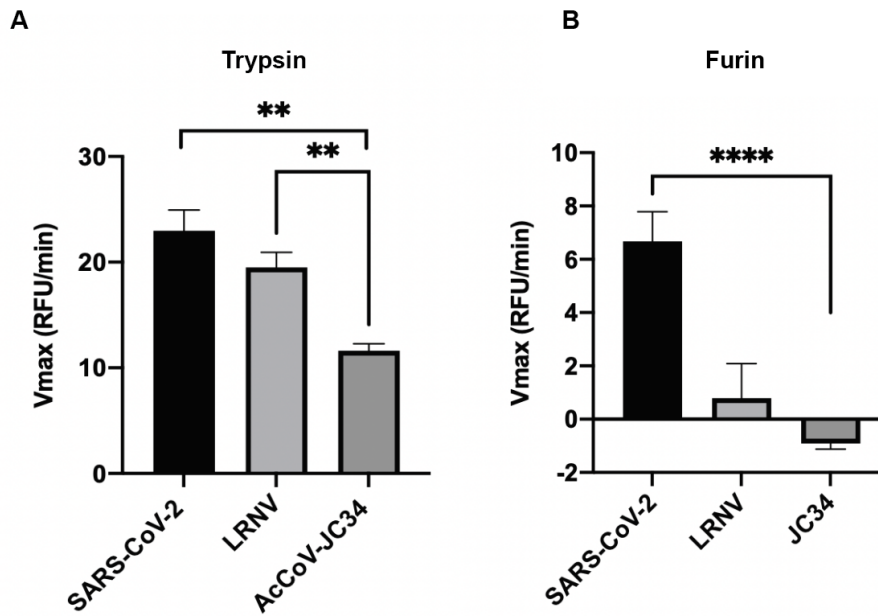 A
Trypsin
**
**
30
20
10
0
Vmax (RFU/min)
SARS-CoV-2
LRNV
AcCoV-JC34
B
Furin
****
10
8
6
4
2
0
-2
Vmax (RFU/min)
SARS-CoV-2
LRNV
JC34